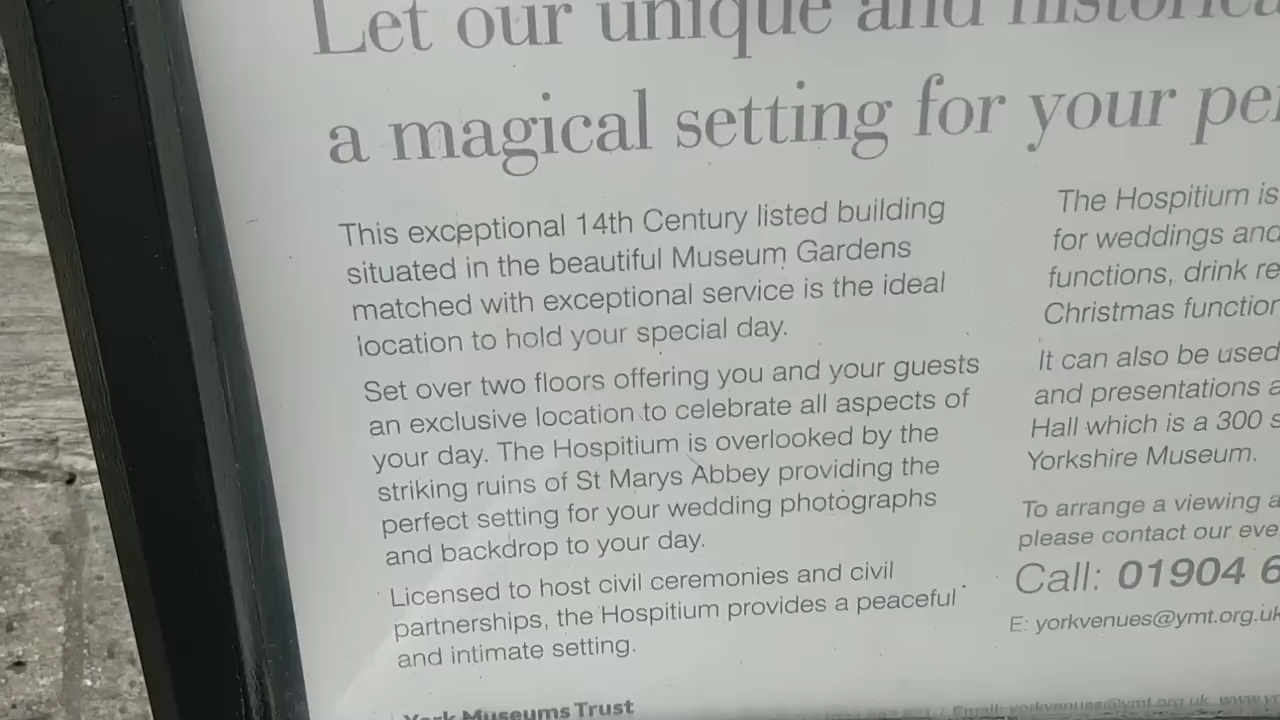 Let our unique and historica
a magical setting for your per
This exceptional 14th Century listed building
situated in the beautiful Museum Gardens
matched with exceptional service is the ideal
location to hold your special day.
Set over two floors offering you and your guests
an exclusive location to celebrate all aspects of
your day. The Hospitium is overlooked by the
striking ruins of St Marys Abbey providing the
perfect setting for your wedding photographs
and backdrop to your day.
Licensed to host civil ceremonies and civil
partnerships, the Hospitium provides a peaceful
and intimate setting.
The Hospitium is
for weddings and
functions, drink re
Christmas function
It can also be used
and presentations a
Hall which is a 300 s
Yorkshire Museum.
To arrange a viewing a
please contact our eve
Call: 01904 6
E: yorkvenues@ymt.org.uk
York Museums Trust
Email: yorkvenues@ymt.org.uk